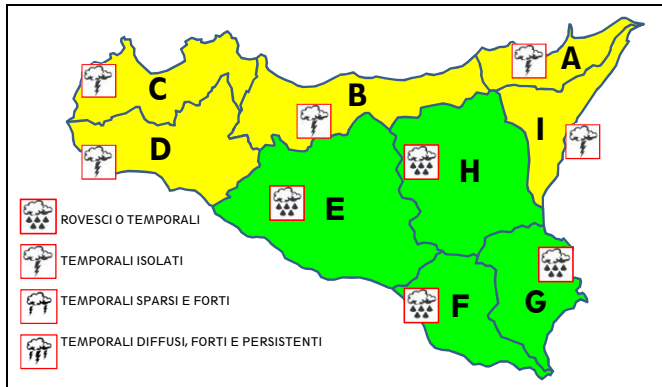 A
B
C
I
D
H
E
ROVESCI O TEMPORALI
TEMPORALI ISOLATI
F
G
TEMPORALI SPARSI E FORTI
TEMPORALI DIFFUSI, FORTI E PERSISTENTI